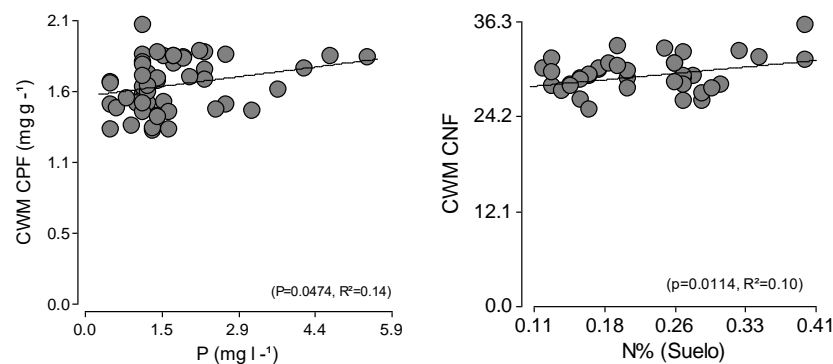 2.1
1.6
1.1
0.5
0.0
CWM CPF (mg g⁻¹)
(P=0.0474, R²=0.14)
0.0 1.5 2.9 4.4 5.9
P (mg l -¹)
36.3
24.2
12.1
0.0
CWM CNF
(p=0.0114, R²=0.10)
0.11 0.18 0.26 0.33 0.41
N% (Suelo)